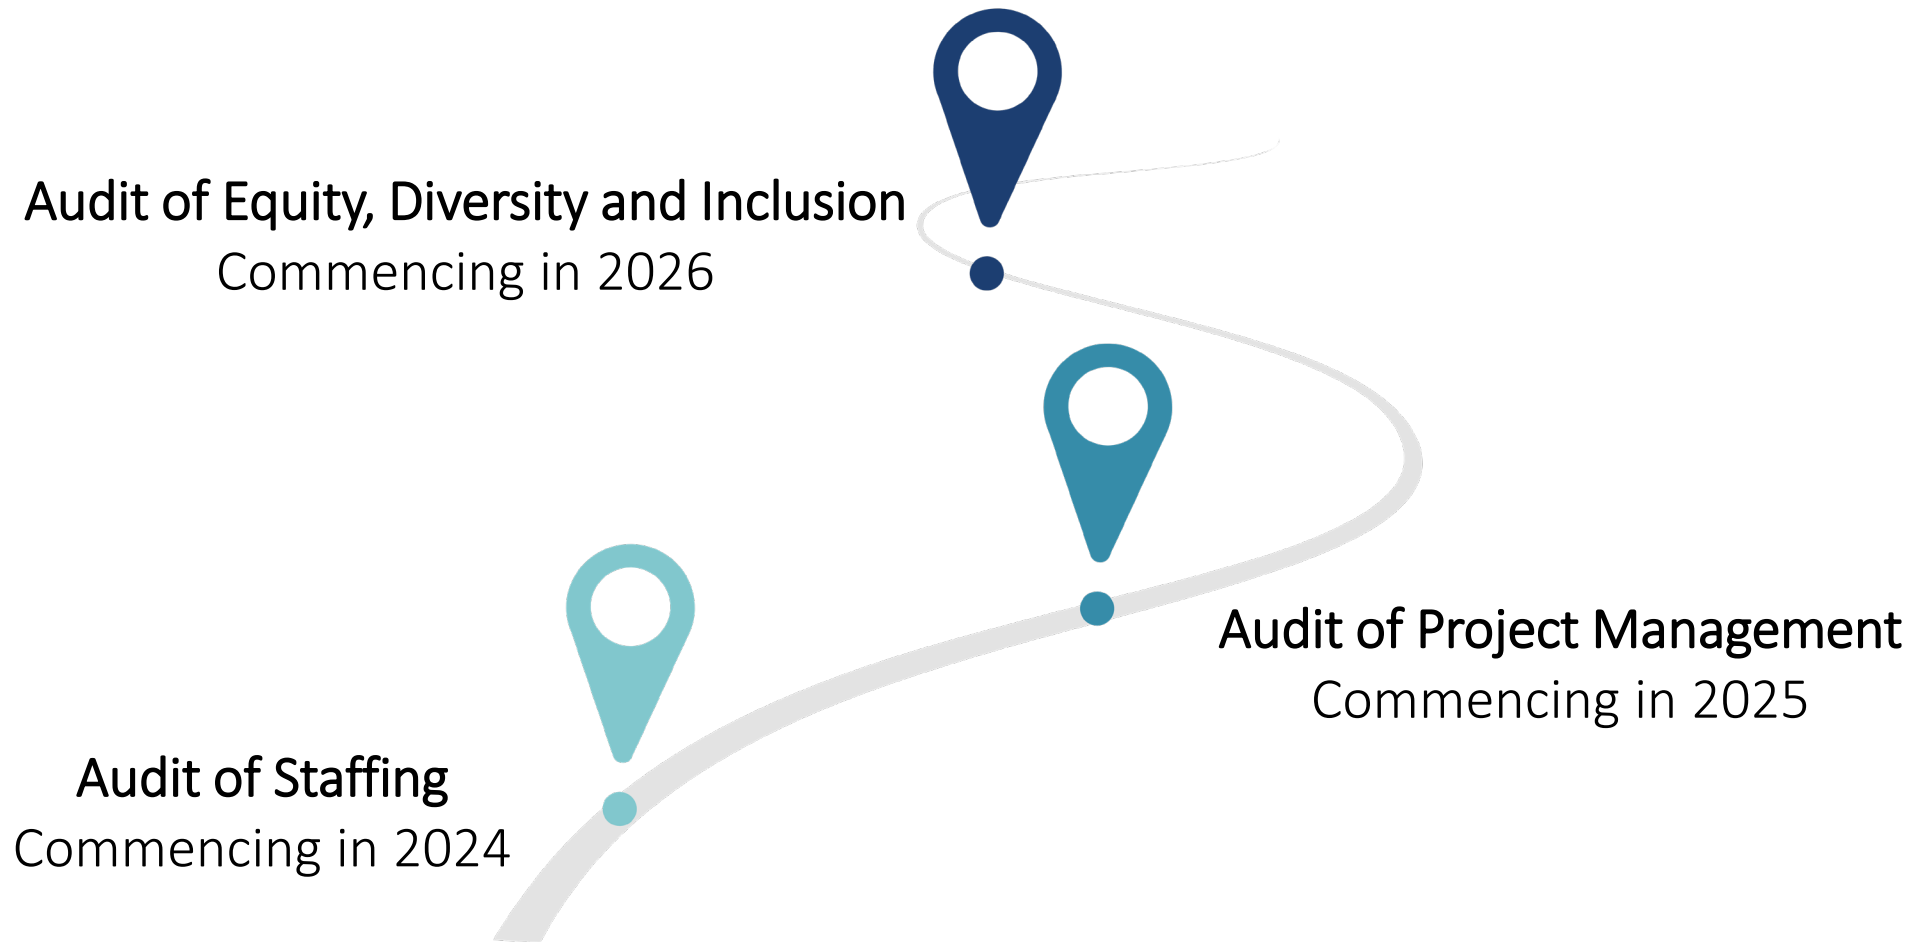 Audit of Equity, Diversity and Inclusion
Commencing in 2026
Audit of Project Management
Commencing in 2025
Audit of Staffing
Commencing in 2024